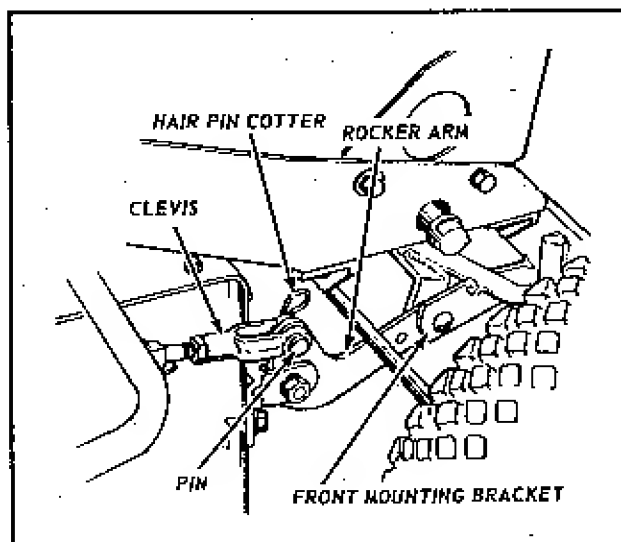 HAIR PIN COTTER
ROCKER ARM
CLEVIS
PIN
FRONT MOUNTING BRACKET